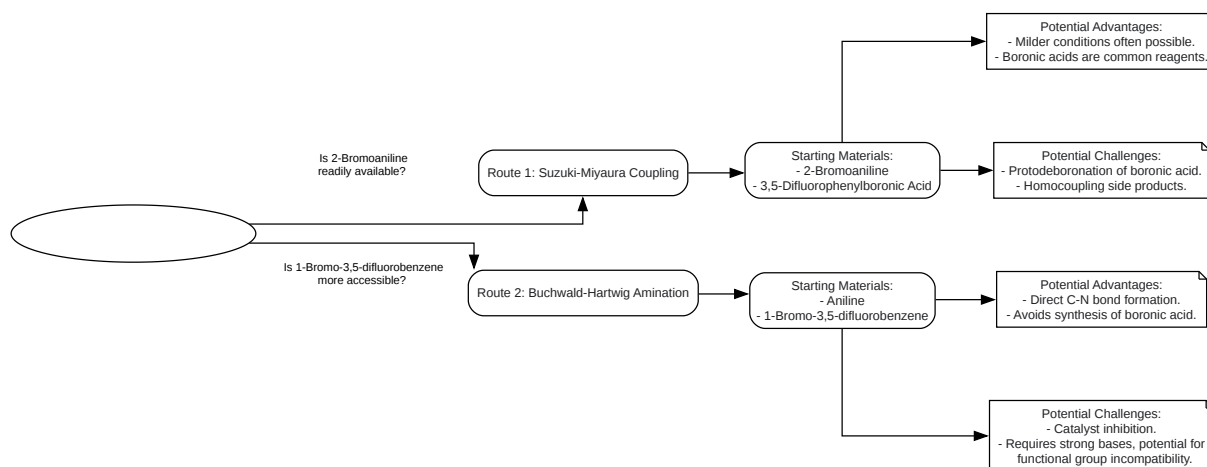 Potential Advantages:
- Milder conditions often possible.
- Boronic acids are common reagents.
Is 2-Bromoaniline
readily available?
Route 1: Suzuki-Miyaura Coupling
Starting Materials:
- 2-Bromoaniline
- 3,5-Difluorophenylboronic Acid
Potential Challenges:
- Protodeboronation of boronic acid.
- Homocoupling side products.
Is 1-Bromo-3,5-difluorobenzene
more accessible?
Route 2: Buchwald-Hartwig Amination
Starting Materials:
- Aniline
- 1-Bromo-3,5-difluorobenzene
Potential Advantages:
- Direct C-N bond formation.
- Avoids synthesis of boronic acid.
Potential Challenges:
- Catalyst inhibition.
- Requires strong bases, potential for
functional group incompatibility.